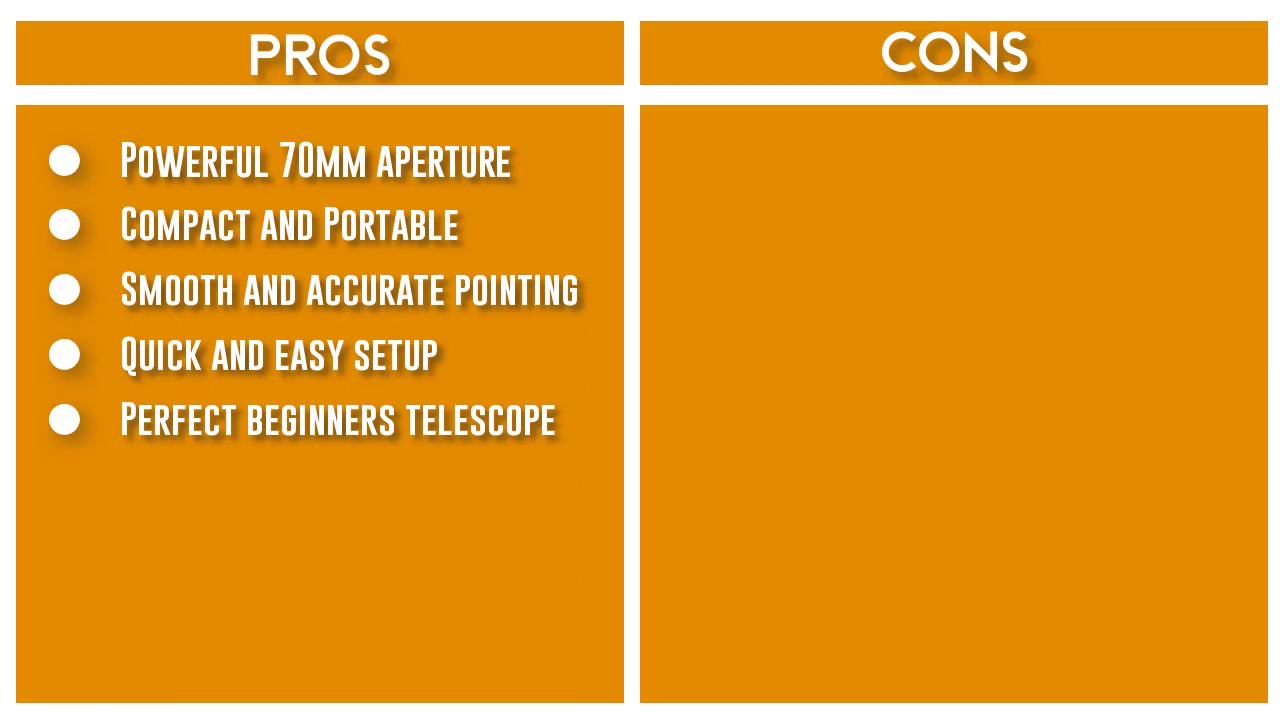 PROS
CONS
Powerful 70mm aperture
Compact and Portable
Smooth and accurate pointing
Quick and easy setup
Perfect beginners telescope